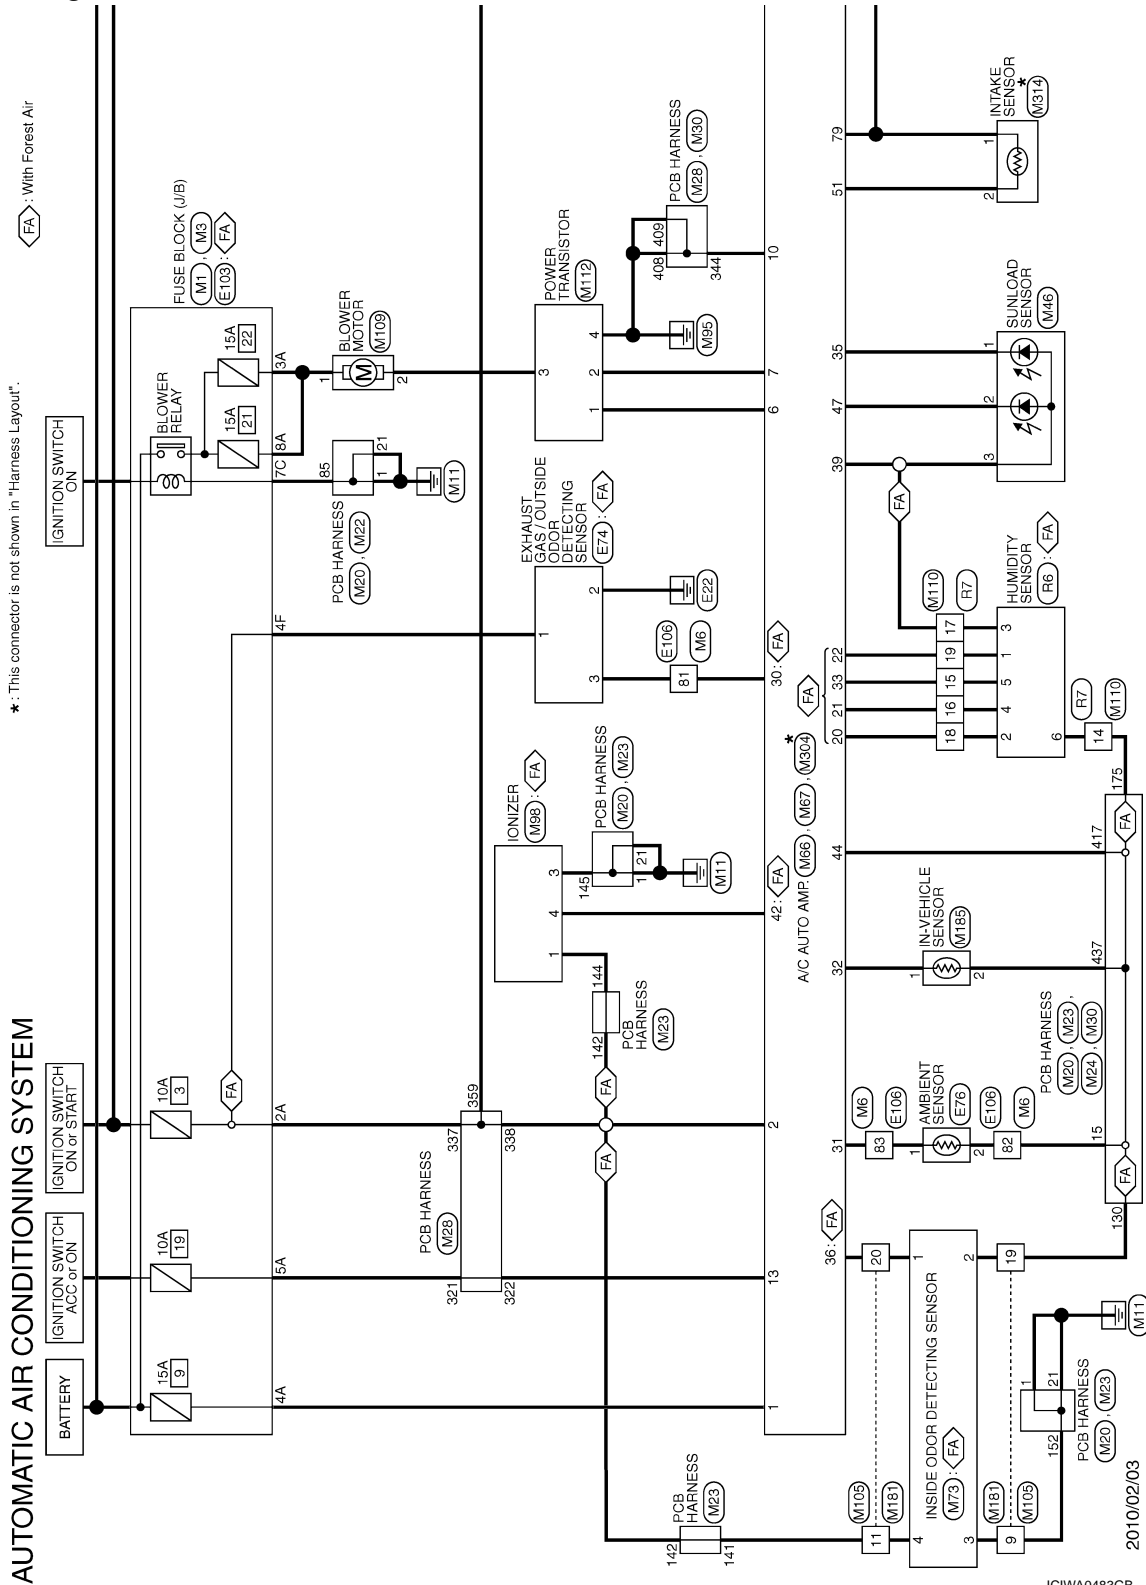 AUTOMATIC AIR CONDITIONING SYSTEM
★ : This connector is not shown in "Harness Layout".
FA : With Forest Air
BATTERY
IGNITION SWITCH
ACC or ON
IGNITION SWITCH
ON or START
IGNITION SWITCH
ON
FUSE BLOCK (J/B)
M1 , M3
E103 : FA
15A
9
10A
19
10A
3
FA
BLOWER
RELAY
15A
21
15A
22
4A
5A
2A
4F
7C
8A
3A
PCB HARNESS
M20 , M22
85
1
21
M11
BLOWER
MOTOR
M109
M
1
2
PCB HARNESS
M28
321
322
337
338
359
IONIZER
M98 : FA
1
4
3
EXHAUST
GAS / OUTSIDE
ODOR
DETECTING
SENSOR
E74 : FA
1
3
2
E22
POWER
TRANSISTOR
M112
3
1
2
4
M95
PCB HARNESS
M28 , M30
408
409
344
FA
FA
142
144
PCB
HARNESS
M23
PCB HARNESS
M20 , M23
145
1
21
M11
E106
M6
81
PCB
HARNESS
M23
142
141
1
13
2
42 : FA
30 : FA
6
7
10
A/C AUTO AMP.
M66 , M67 , M304
★
36 : FA
31
32
44
FA
20
21
33
22
39
47
35
51
79
M105
M181
11
20
INSIDE ODOR DETECTING SENSOR
M73 : FA
4
1
3
2
M181
M105
9
19
152
1
21
PCB HARNESS
M20 , M23
M11
M6
E106
83
AMBIENT
SENSOR
E76
1
2
E106
M6
82
IN-VEHICLE
SENSOR
M185
1
2
PCB HARNESS
M20 , M23 ,
M24 , M30
130
15
437
417
175
FA
FA
M110
R7
18
16
15
19
17
FA
HUMIDITY
SENSOR
R6 : FA
2
4
5
1
3
6
R7
M110
14
SUNLOAD
SENSOR
M46
3
2
1
INTAKE
SENSOR
★
M314
2
1
2010/02/03